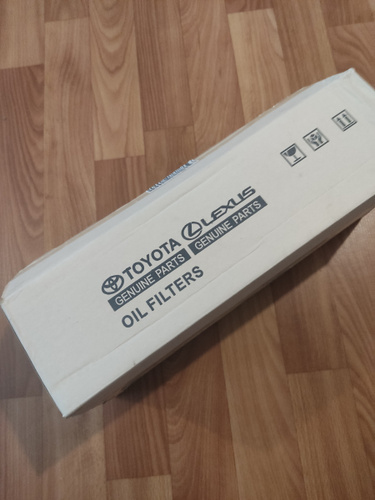 TOYOTA LEXUS
GENUINE PARTS GENUINE PARTS
OIL FILTERS